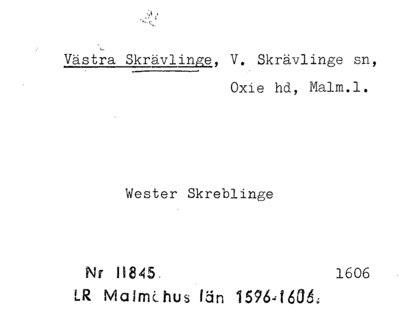 Västra Skrävlinge, V. Skrävlinge sn,
Oxie hd, Malm.l.
Wester Skreblinge
Nr 11845. 1606
LR Malmöhus län 1596-1606.